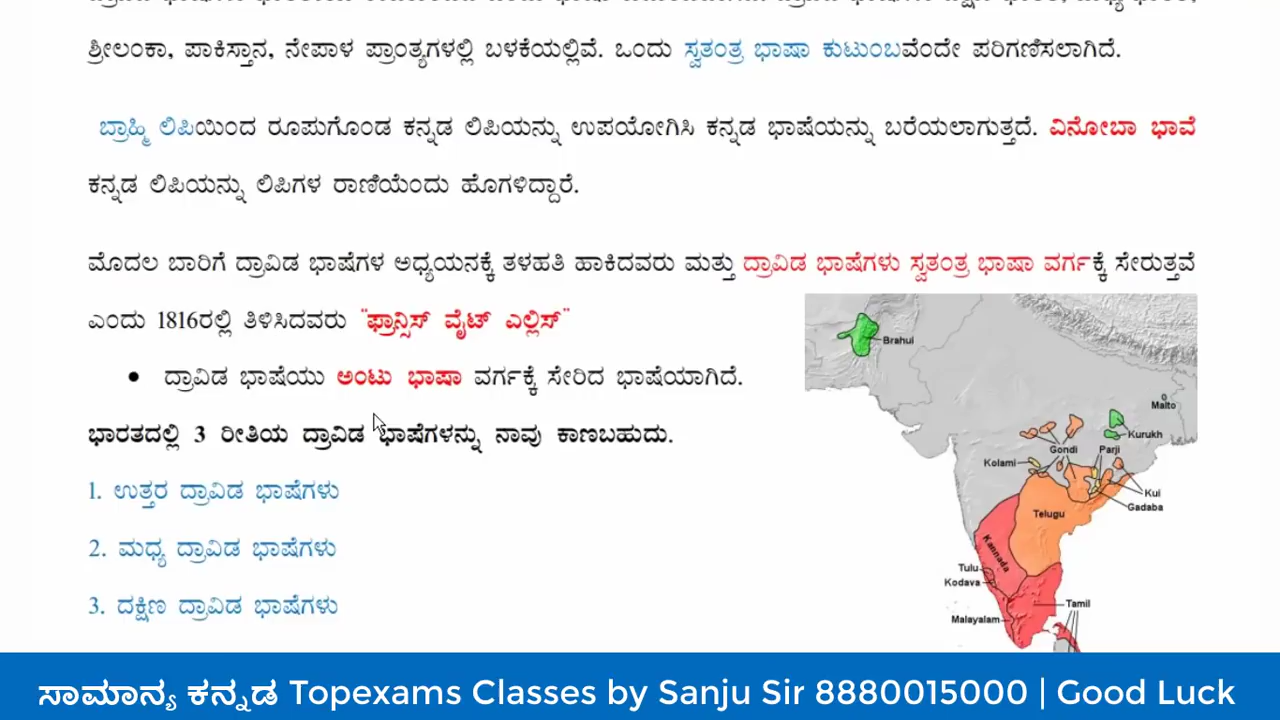 ಶ್ರೀಲಂಕಾ, ಪಾಕಿಸ್ತಾನ, ನೇಪಾಳ ಪ್ರಾಂತ್ಯಗಳಲ್ಲಿ ಬಳಕೆಯಲ್ಲಿವೆ. ಒಂದು ಸ್ವತಂತ್ರ ಭಾಷಾ ಕುಟುಂಬವೆಂದೇ ಪರಿಗಣಿಸಲಾಗಿದೆ.
ಬ್ರಾಹ್ಮಿ ಲಿಪಿಯಿಂದ ರೂಪುಗೊಂಡ ಕನ್ನಡ ಲಿಪಿಯನ್ನು ಉಪಯೋಗಿಸಿ ಕನ್ನಡ ಭಾಷೆಯನ್ನು ಬರೆಯಲಾಗುತ್ತದೆ. ವಿನೋಬಾ ಭಾವೆ
ಕನ್ನಡ ಲಿಪಿಯನ್ನು ಲಿಪಿಗಳ ರಾಣಿಯೆಂದು ಹೊಗಳಿದ್ದಾರೆ.
ಮೊದಲ ಬಾರಿಗೆ ದ್ರಾವಿಡ ಭಾಷೆಗಳ ಅಧ್ಯಯನಕ್ಕೆ ತಳಹತಿ ಹಾಕಿದವರು ಮತ್ತು ದ್ರಾವಿಡ ಭಾಷೆಗಳು ಸ್ವತಂತ್ರ ಭಾಷಾ ವರ್ಗಕ್ಕೆ ಸೇರುತ್ತವೆ
ಎಂದು 1816ರಲ್ಲಿ ತಿಳಿಸಿದವರು "ಫ್ರಾನ್ಸಿಸ್ ವೈಟ್ ಎಲ್ಲಿಸ್"
• ದ್ರಾವಿಡ ಭಾಷೆಯು ಅಂಟು ಭಾಷಾ ವರ್ಗಕ್ಕೆ ಸೇರಿದ ಭಾಷೆಯಾಗಿದೆ.
ಭಾರತದಲ್ಲಿ 3 ರೀತಿಯ ದ್ರಾವಿಡ ಭಾಷೆಗಳನ್ನು ನಾವು ಕಾಣಬಹುದು.
1. ಉತ್ತರ ದ್ರಾವಿಡ ಭಾಷೆಗಳು
2. ಮಧ್ಯ ದ್ರಾವಿಡ ಭಾಷೆಗಳು
3. ದಕ್ಷಿಣ ದ್ರಾವಿಡ ಭಾಷೆಗಳು
Brahui
Malto
Kurukh
Gondi
Parji
Kolami
Kui
Gadaba
Telugu
Kannada
Tulu
Kodava
Tamil
Malayalam
ಸಾಮಾನ್ಯ ಕನ್ನಡ Topexams Classes by Sanju Sir 8880015000 | Good Luck